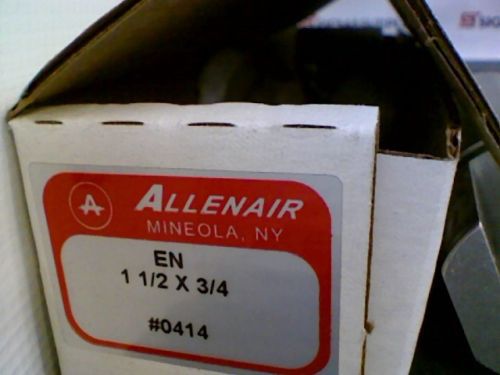 A ALLENAIR
MINEOLA, NY
EN
1 1/2 X 3/4
#0414